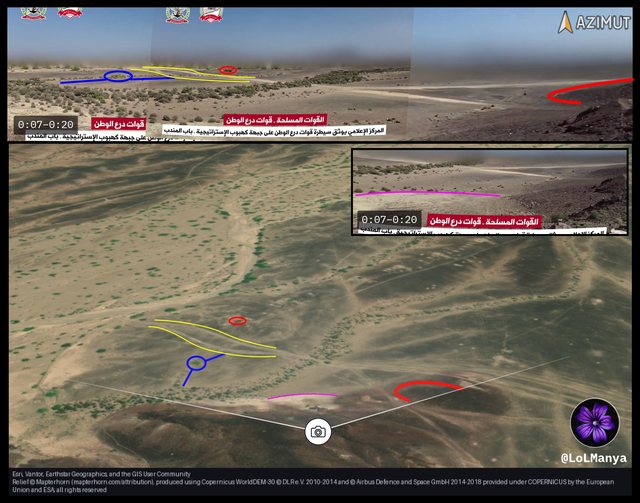 AZIMUT
0:07-0:20
قوات درع الوطن
القوات المسلحة . قوات درع الوطن
المركز الإعلامي يوثق سيطرة قوات درع الوطن على جبهة كهبوب الإستراتيجية . باب المندب
0:07-0:20
القوات المسلحة . قوات درع الوطن
@LoLManya
Esri, Vantor, Earthstar Geographics, and the GIS User Community
Relief © Mapterhorn (mapterhorn.com/attribution), produced using Copernicus WorldDEM-30 © DLR e.V. 2010-2014 and © Airbus Defence and Space GmbH 2014-2018 provided under COPERNICUS by the European
Union and ESA; all rights reserved